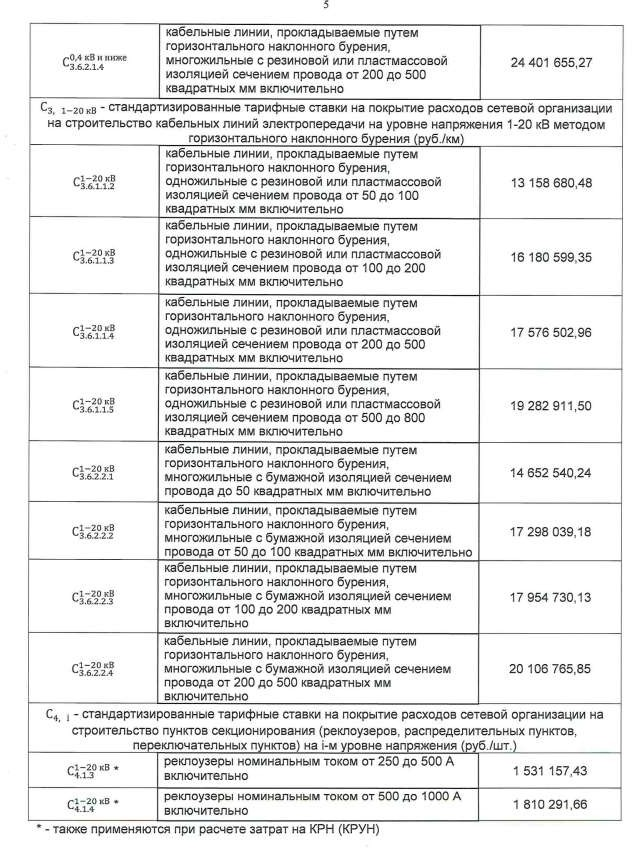 5
C 0,4 кВ и ниже 3.6.2.1.4
кабельные линии, прокладываемые путем
горизонтального наклонного бурения,
многожильные с резиновой или пластмассовой
изоляцией сечением провода от 200 до 500
квадратных мм включительно
24 401 655,27
С3, 1–20 кВ - стандартизированные тарифные ставки на покрытие расходов сетевой организации
на строительство кабельных линий электропередачи на уровне напряжения 1-20 кВ методом
горизонтального наклонного бурения (руб./км)
C 1–20 кВ 3.6.1.1.2
кабельные линии, прокладываемые путем
горизонтального наклонного бурения,
одножильные с резиновой или пластмассовой
изоляцией сечением провода от 50 до 100
квадратных мм включительно
13 158 680,48
C 1–20 кВ 3.6.1.1.3
кабельные линии, прокладываемые путем
горизонтального наклонного бурения,
одножильные с резиновой или пластмассовой
изоляцией сечением провода от 100 до 200
квадратных мм включительно
16 180 599,35
C 1–20 кВ 3.6.1.1.4
кабельные линии, прокладываемые путем
горизонтального наклонного бурения,
одножильные с резиновой или пластмассовой
изоляцией сечением провода от 200 до 500
квадратных мм включительно
17 576 502,96
C 1–20 кВ 3.6.1.1.5
кабельные линии, прокладываемые путем
горизонтального наклонного бурения,
одножильные с резиновой или пластмассовой
изоляцией сечением провода от 500 до 800
квадратных мм включительно
19 282 911,50
C 1–20 кВ 3.6.2.2.1
кабельные линии, прокладываемые путем
горизонтального наклонного бурения,
многожильные с бумажной изоляцией сечением
провода до 50 квадратных мм включительно
14 652 540,24
C 1–20 кВ 3.6.2.2.2
кабельные линии, прокладываемые путем
горизонтального наклонного бурения,
многожильные с бумажной изоляцией сечением
провода от 50 до 100 квадратных мм включительно
17 298 039,18
C 1–20 кВ 3.6.2.2.3
кабельные линии, прокладываемые путем
горизонтального наклонного бурения,
многожильные с бумажной изоляцией сечением
провода от 100 до 200 квадратных мм
включительно
17 954 730,13
C 1–20 кВ 3.6.2.2.4
кабельные линии, прокладываемые путем
горизонтального наклонного бурения,
многожильные с бумажной изоляцией сечением
провода от 200 до 500 квадратных мм
включительно
20 106 765,85
С4, i - стандартизированные тарифные ставки на покрытие расходов сетевой организации на
строительство пунктов секционирования (реклоузеров, распределительных пунктов,
переключательных пунктов) на i-м уровне напряжения (руб./шт.)
C 1–20 кВ * 4.1.3
реклоузеры номинальным током от 250 до 500 А
включительно
1 531 157,43
C 1–20 кВ * 4.1.4
реклоузеры номинальным током от 500 до 1000 А
включительно
1 810 291,66
* - также применяются при расчете затрат на КРН (КРУН)